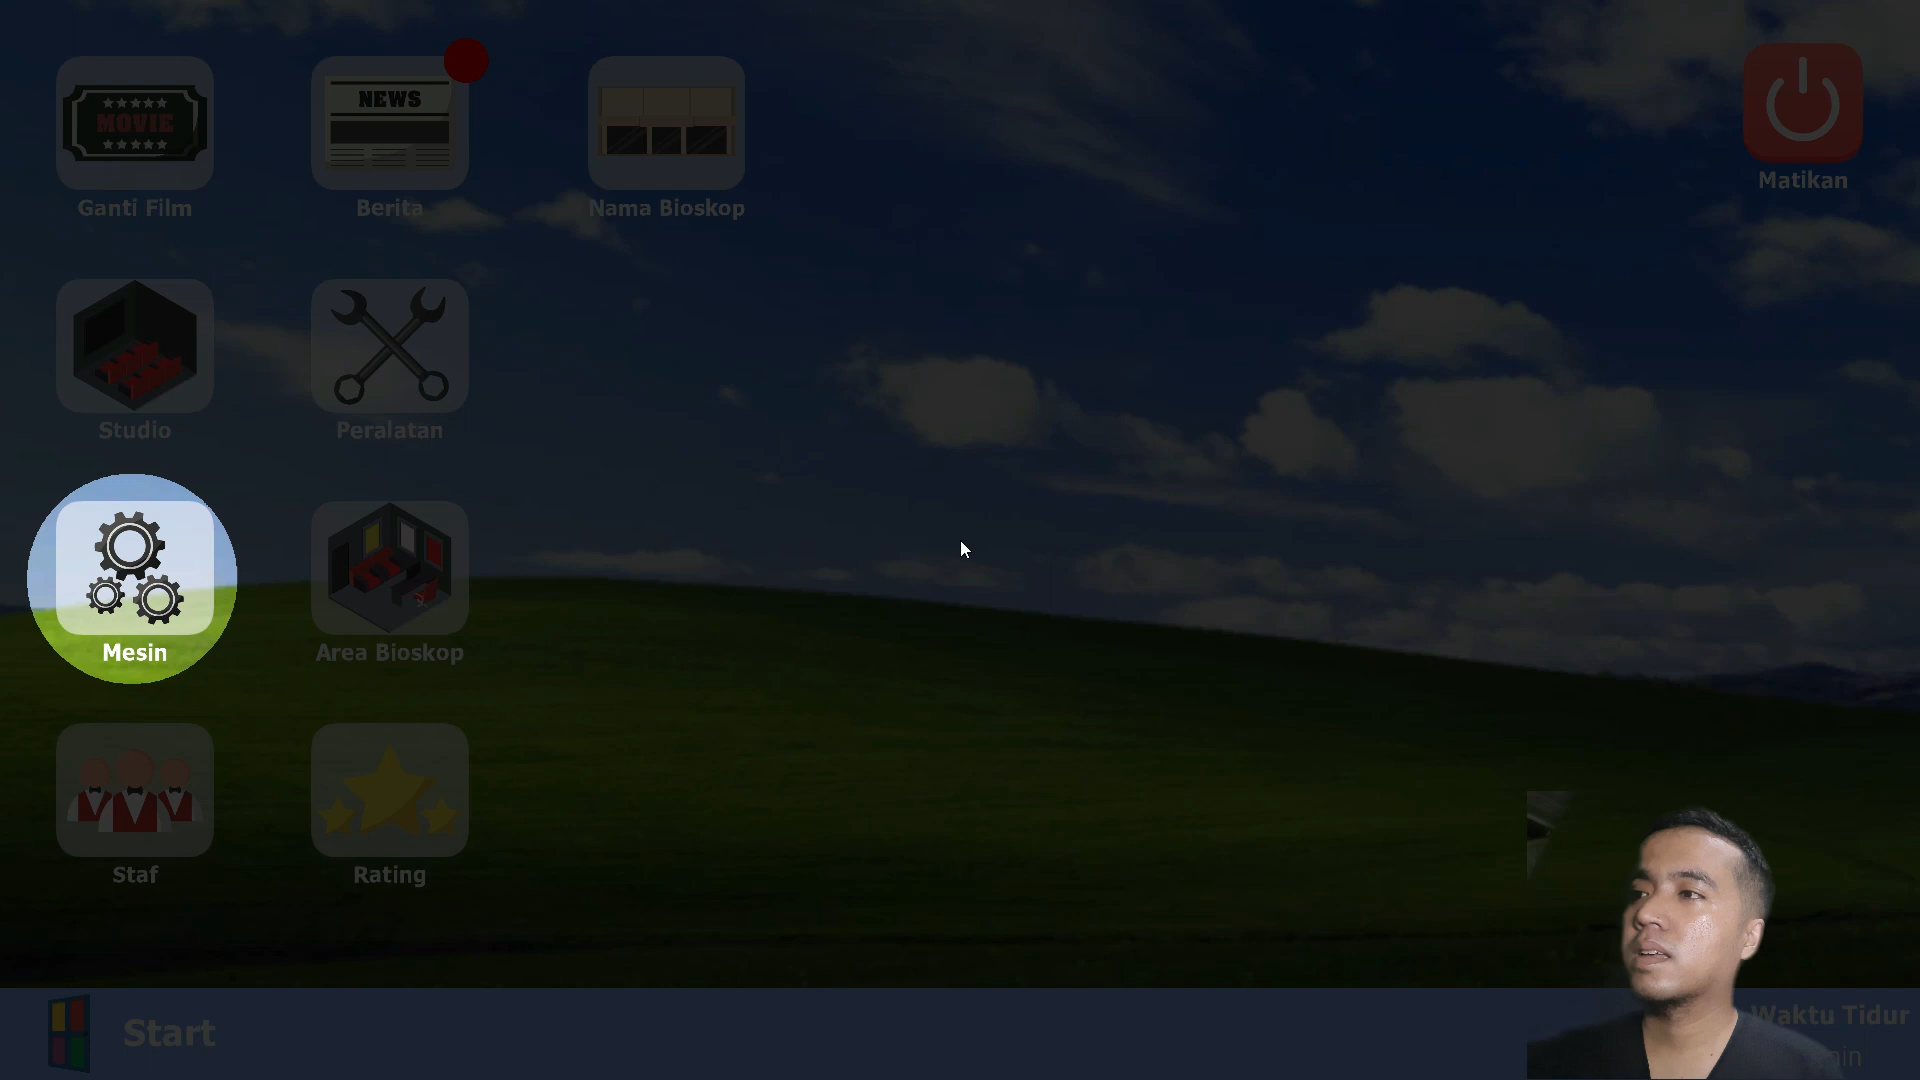 MOVIE
NEWS
Matikan
Ganti Film
Berita
Nama Bioskop
Studio
Peralatan
Mesin
Area Bioskop
Staf
Rating
Start
Waktu Tidur